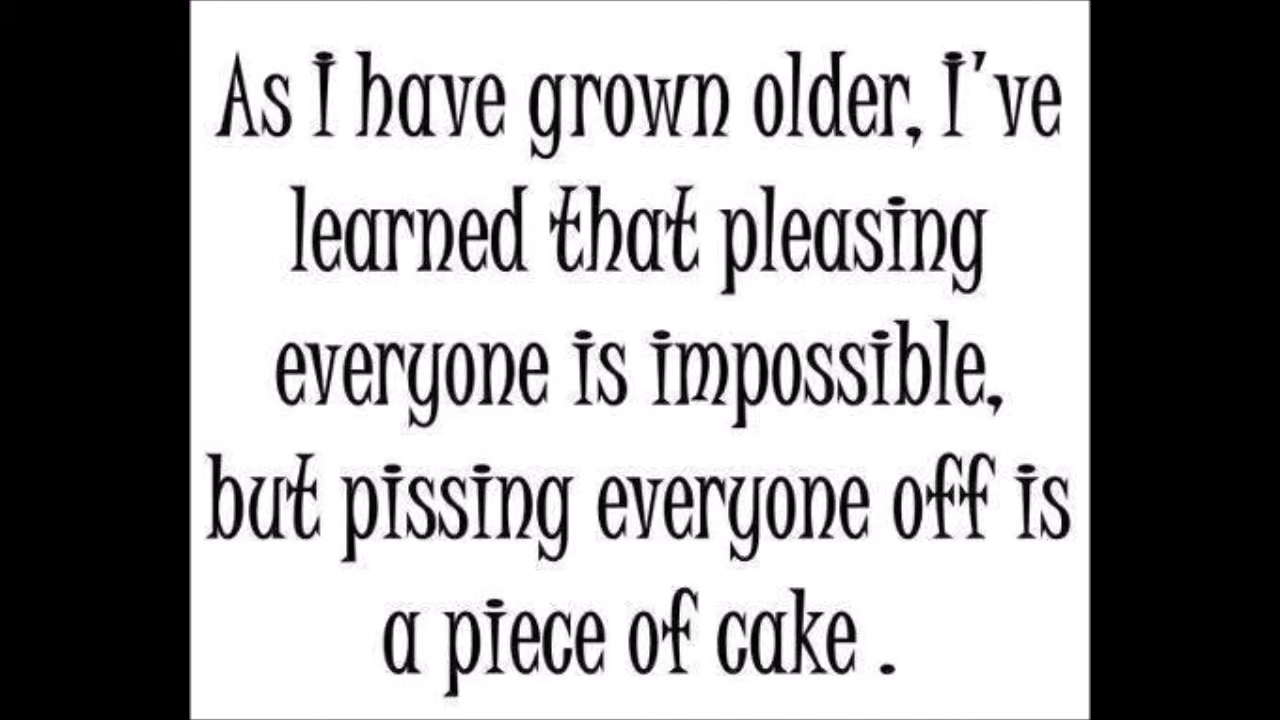 As I have grown older, I've
learned that pleasing
everyone is impossible,
but pissing everyone off is
a piece of cake .